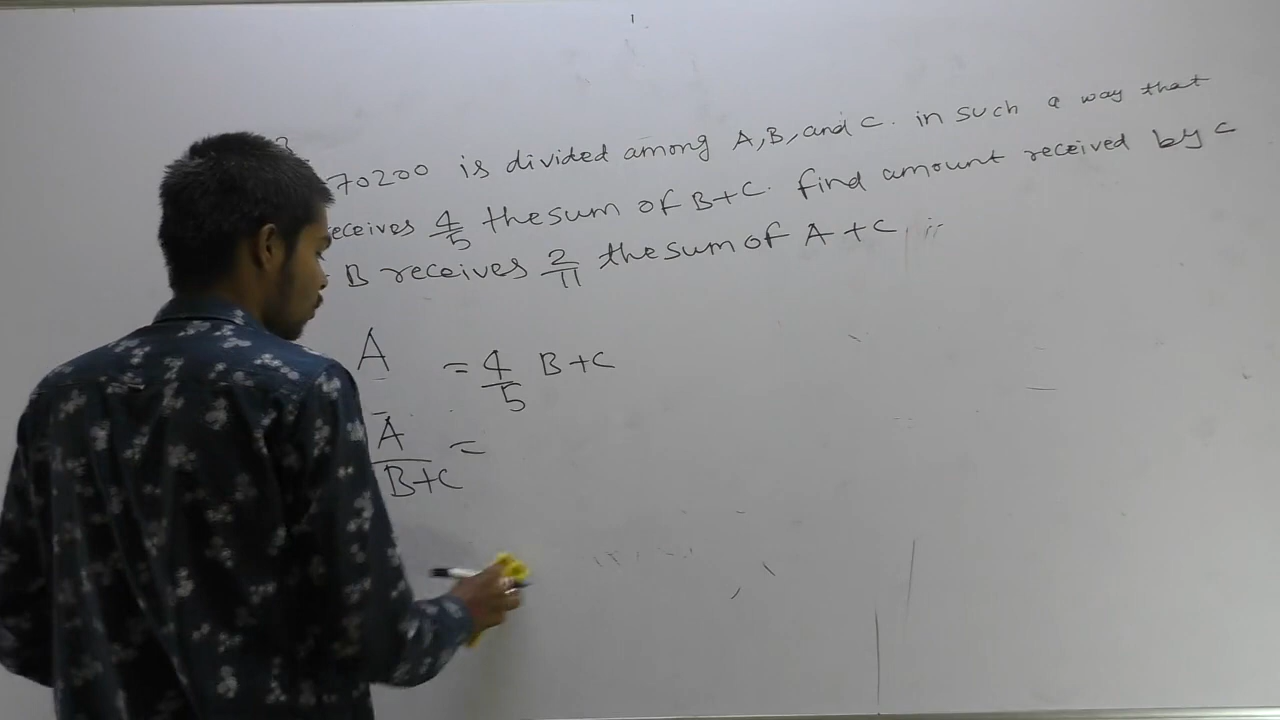 70200 is divided among A, B, and C. in such a way that
eceives 4/5 the sum of B+C. find amount received by C
B receives 2/11 the sum of A+C
A = 4/5 B+C
A/B+C =